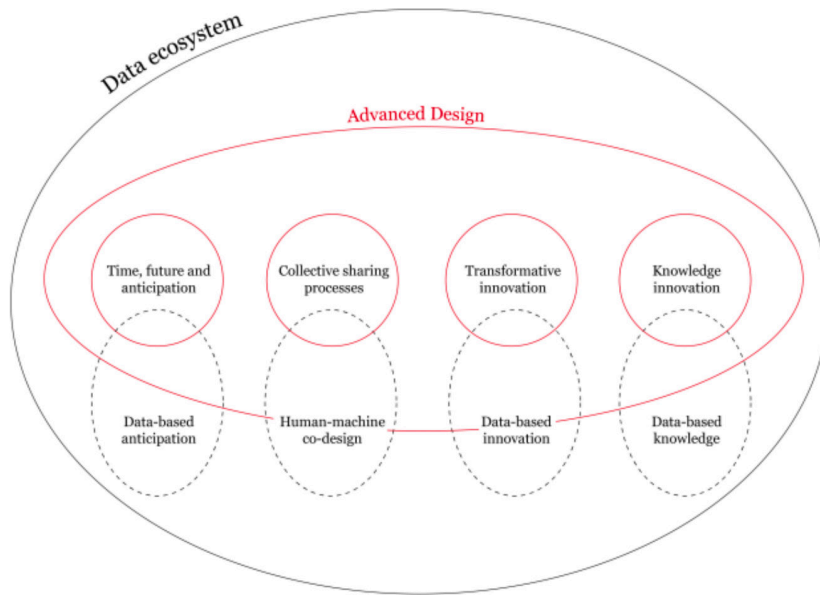 Data ecosystem
Advanced Design
Time, future and
anticipation
Collective sharing
processes
Transformative
innovation
Knowledge
innovation
Data-based
anticipation
Human-machine
co-design
Data-based
innovation
Data-based
knowledge